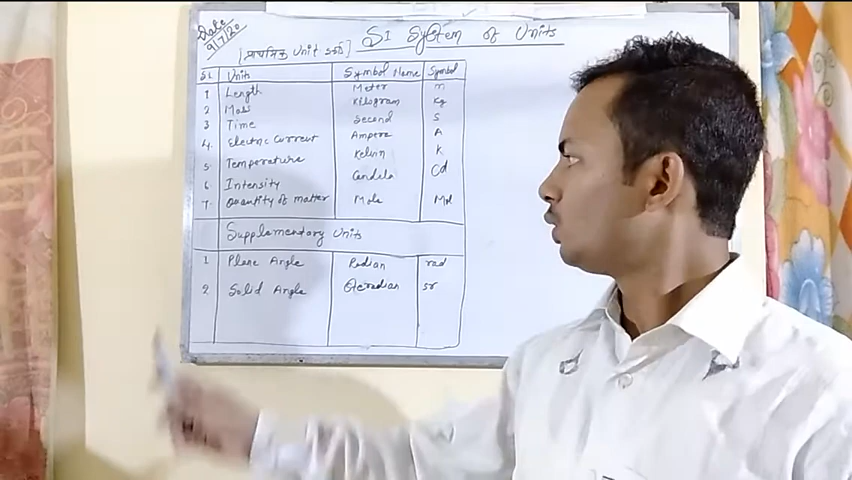 Date
9/7/20
SI System of Units
[প্রাথমিক Unit
Sl Units Symbol Name Symbol
1 Length Meter m
2 Mass Kilogram Kg
3 Time Second S
4. Electric Current Ampere A
5. Temperature Kelvin K
6. Intensity Candela Cd
7. Quantity of matter Mole Mol
Supplementary Units
1 Plane Angle Radian rad
2 Solid Angle sr